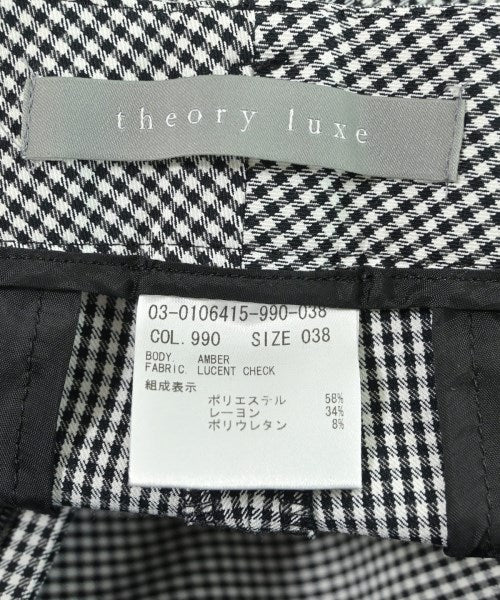 theory luxe
03-0106415-990-038
COL. 990 SIZE 038
BODY. AMBER
FABRIC. LUCENT CHECK
組成表示
ポリエステル 58%
レーヨン 34%
ポリウレタン 8%